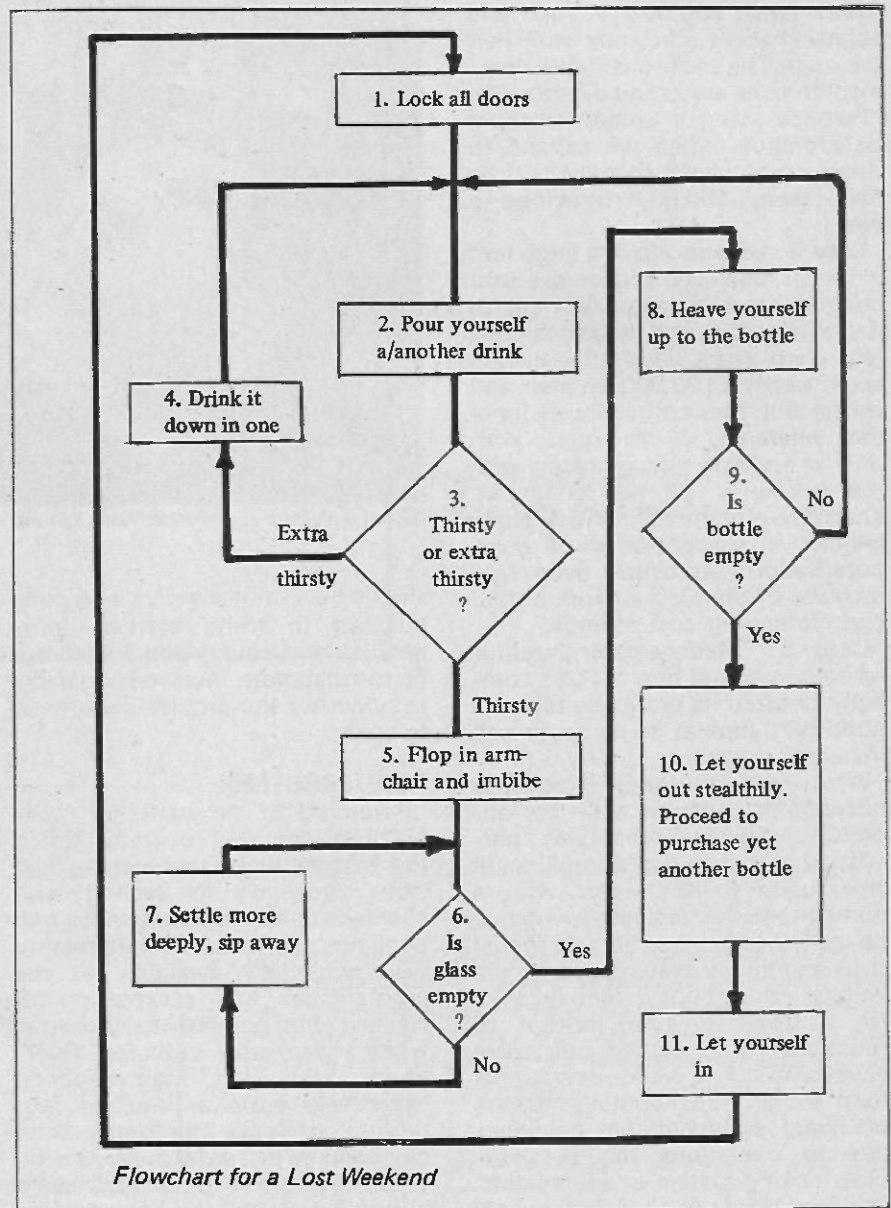 1. Lock all doors
2. Pour yourself
a/another drink
3.
Thirsty
or extra
thirsty
?
Extra
thirsty
4. Drink it
down in one
Thirsty
5. Flop in arm-
chair and imbibe
6.
Is
glass
empty
?
No
7. Settle more
deeply, sip away
Yes
8. Heave yourself
up to the bottle
9.
Is
bottle
empty
?
No
Yes
10. Let yourself
out stealthily.
Proceed to
purchase yet
another bottle
11. Let yourself
in
Flowchart for a Lost Weekend